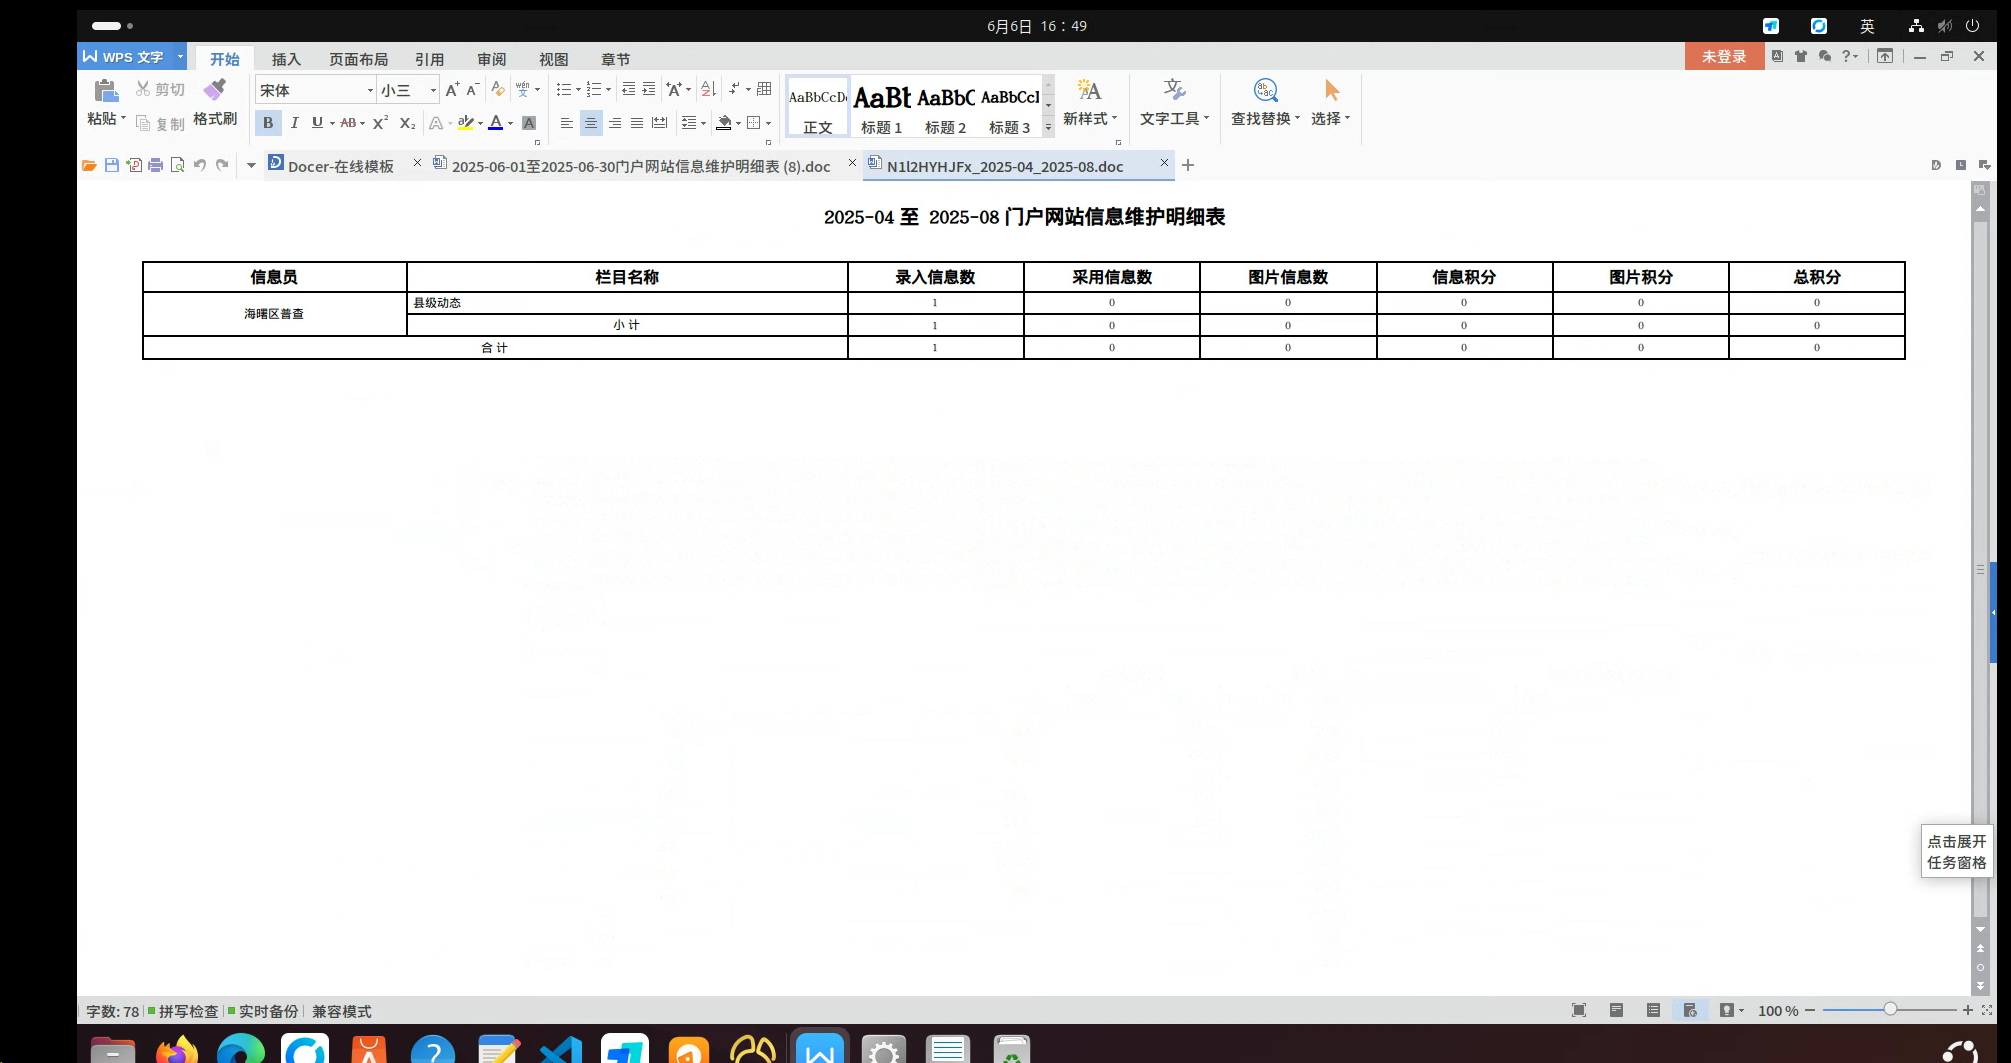 6月6日 16：49
英
WPS 文字
开始 插入 页面布局 引用 审阅 视图 章节
未登录
粘贴 剪切 复制 格式刷
宋体 小三
AaBbCcD 正文
AaBb 标题 1
AaBbC 标题 2
AaBbCcI 标题 3
新样式 文字工具 查找替换 选择
Docer-在线模板
2025-06-01至2025-06-30门户网站信息维护明细表 (8).doc
N1l2HYHJFx_2025-04_2025-08.doc
2025-04 至 2025-08 门户网站信息维护明细表
信息员 栏目名称 录入信息数 采用信息数 图片信息数 信息积分 图片积分 总积分
海曙区普查 县级动态 1 0 0 0 0 0
小 计 1 0 0 0 0 0
合 计 1 0 0 0 0 0
点击展开
任务窗格
字数: 78 拼写检查 实时备份 兼容模式
100 %